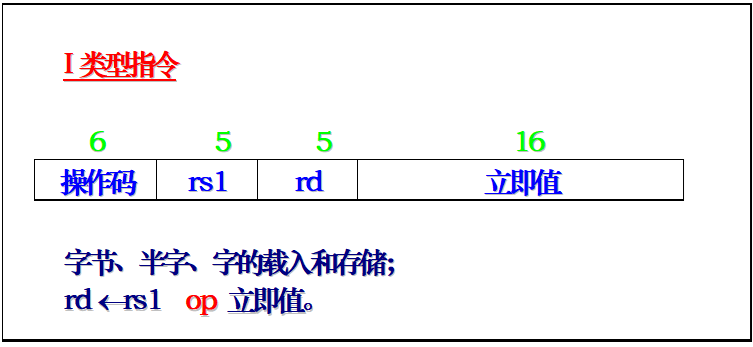 I 类型指令
6 5 5 16
操作码 rs1 rd 立即值
字节、半字、字的载入和存储；
rd ←rs1 op 立即值。